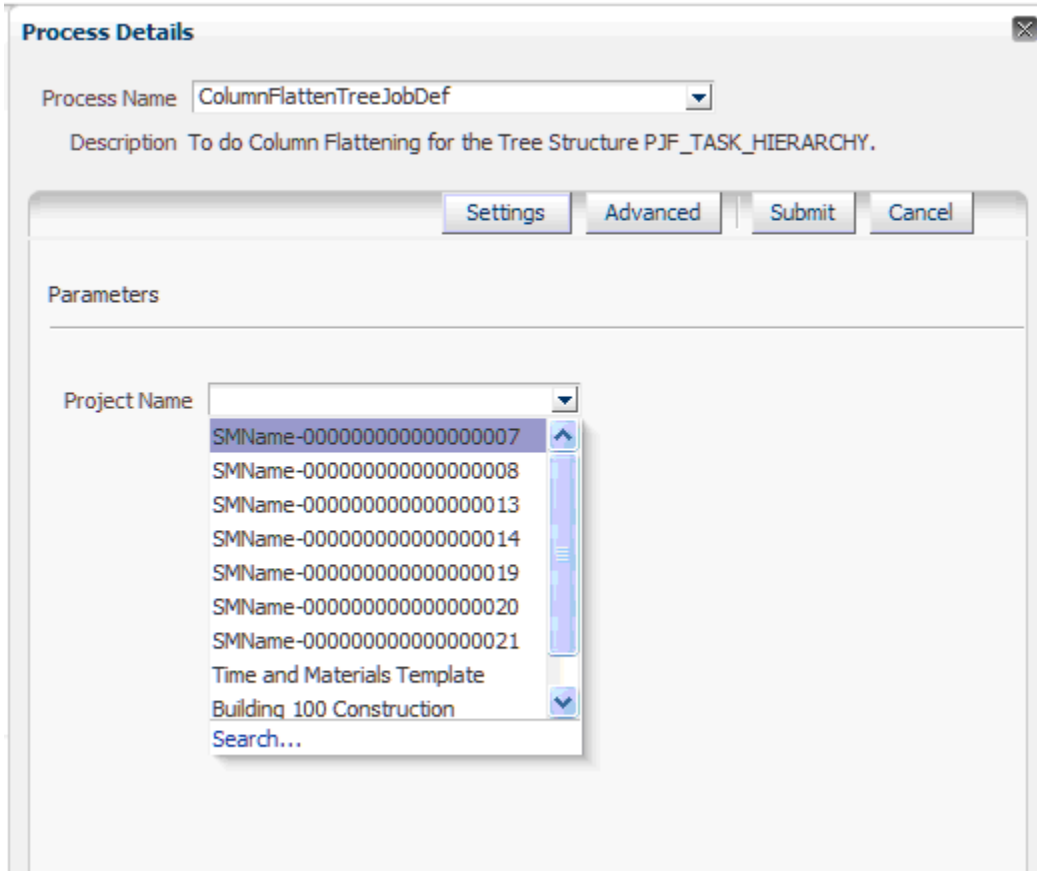 Process Details
Process Name ColumnFlattenTreeJobDef
Description To do Column Flattening for the Tree Structure PJF_TASK_HIERARCHY.
Settings Advanced Submit Cancel
Parameters
Project Name
SMName-000000000000000007
SMName-000000000000000008
SMName-000000000000000013
SMName-000000000000000014
SMName-000000000000000019
SMName-000000000000000020
SMName-000000000000000021
Time and Materials Template
Building 100 Construction
Search...